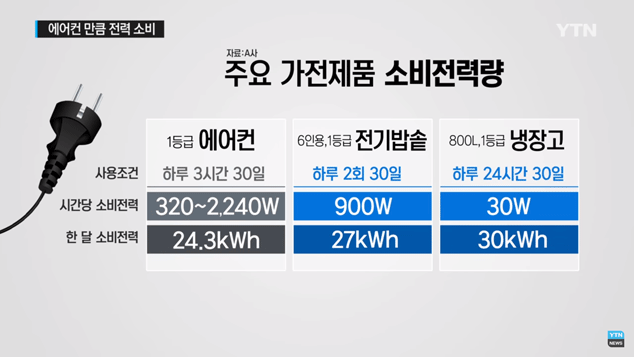 에어컨 만큼 전력 소비
YTN
자료:A사
주요 가전제품 소비전력량
1등급 에어컨
6인용,1등급 전기밥솥
800L,1등급 냉장고
사용조건
하루 3시간 30일
하루 2회 30일
하루 24시간 30일
시간당 소비전력
320~2,240W
900W
30W
한 달 소비전력
24.3kWh
27kWh
30kWh
YTN
NEWS